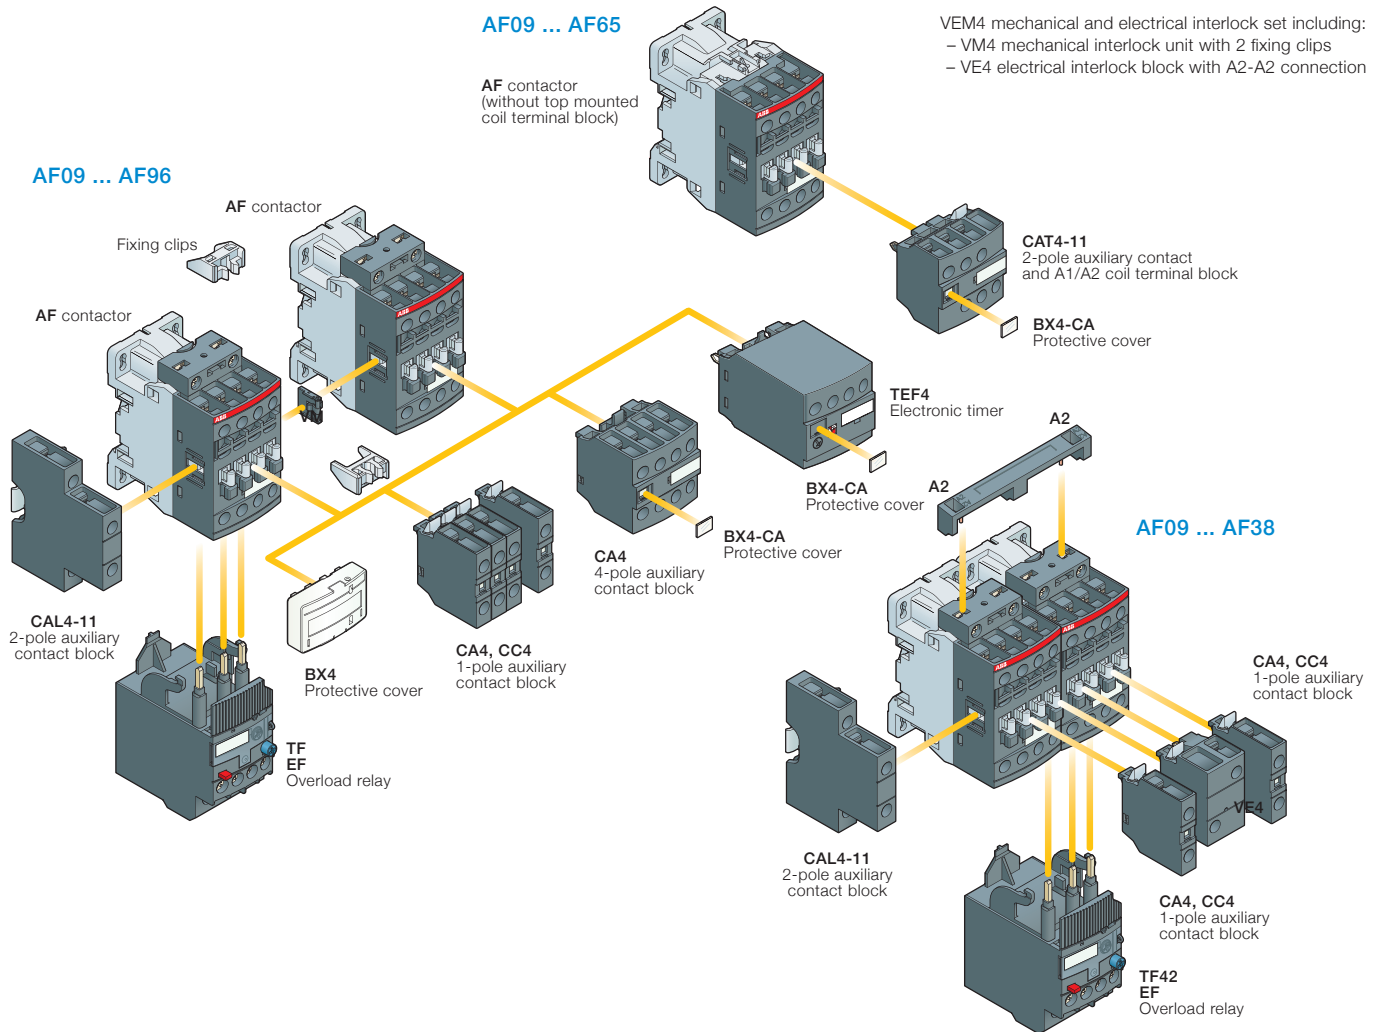 AF09 ... AF65
VEM4 mechanical and electrical interlock set including:
– VM4 mechanical interlock unit with 2 fixing clips
– VE4 electrical interlock block with A2-A2 connection
AF contactor
(without top mounted
coil terminal block)
ABB
AF09 ... AF96
AF contactor
Fixing clips
ABB
AF contactor
ABB
CAT4-11
2-pole auxiliary contact
and A1/A2 coil terminal block
BX4-CA
Protective cover
TEF4
Electronic timer
BX4-CA
Protective cover
CA4
4-pole auxiliary
contact block
BX4-CA
Protective cover
CA4, CC4
1-pole auxiliary
contact block
BX4
Protective cover
CAL4-11
2-pole auxiliary
contact block
TF
EF
Overload relay
A2
A2
AF09 ... AF38
ABB
ABB
CA4, CC4
1-pole auxiliary
contact block
VE4
CAL4-11
2-pole auxiliary
contact block
CA4, CC4
1-pole auxiliary
contact block
TF42
EF
Overload relay